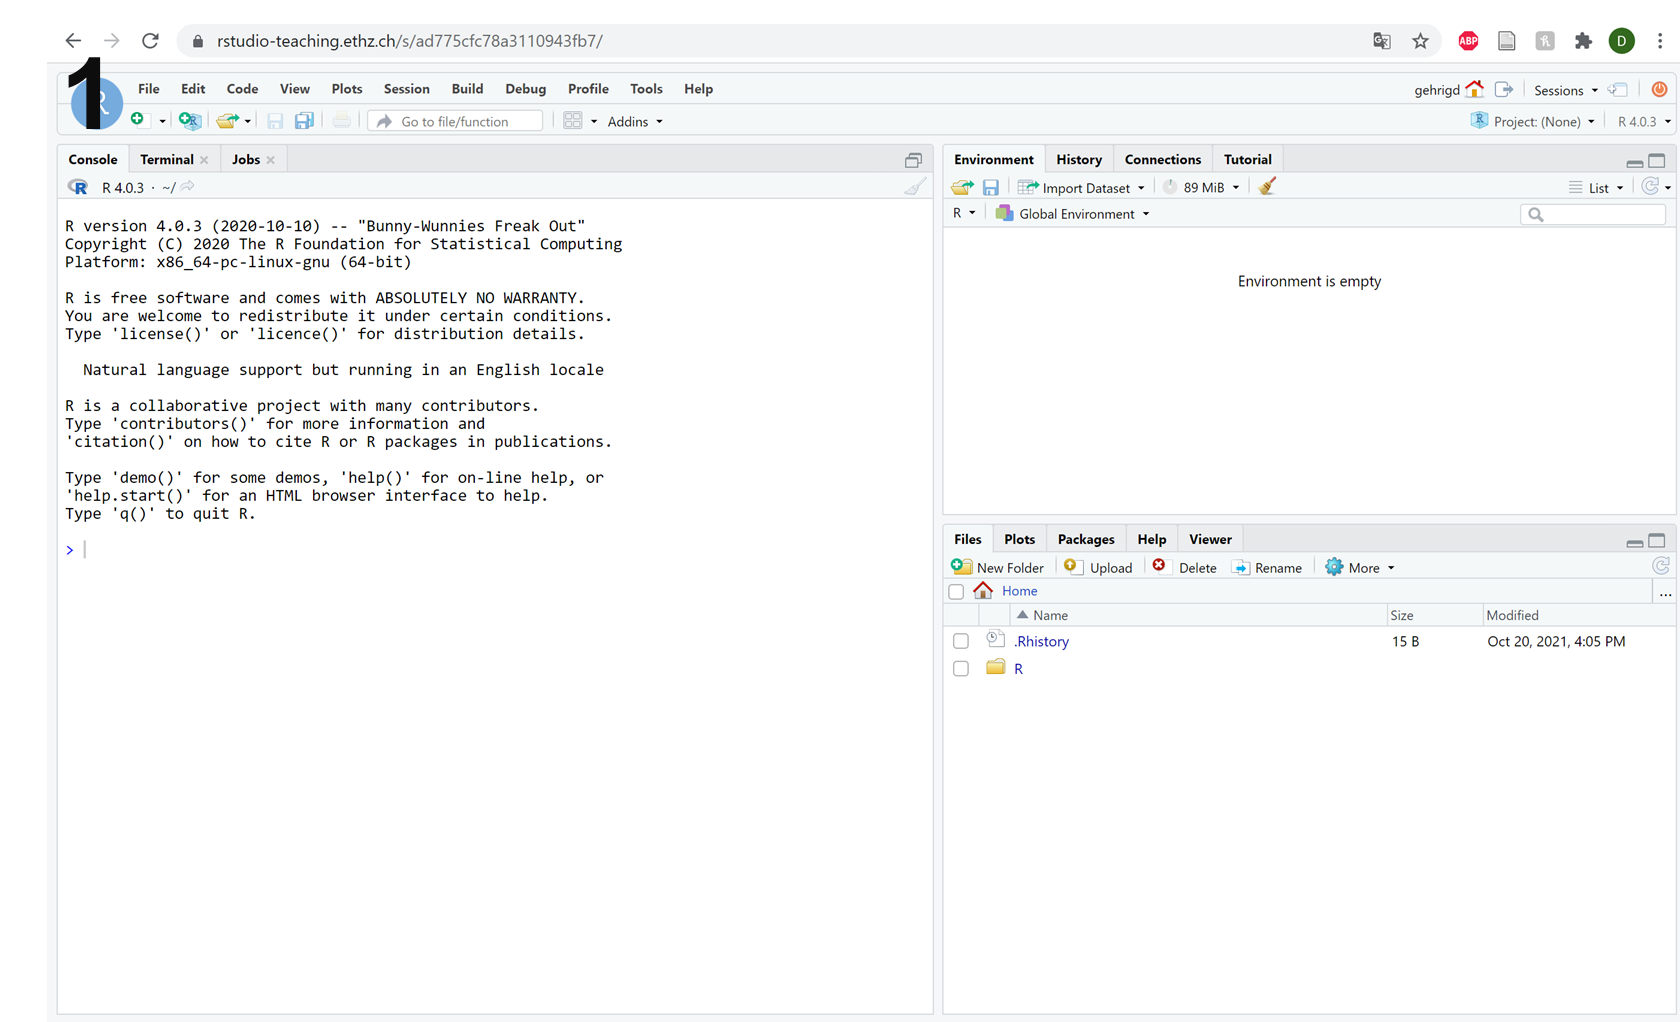 rstudio-teaching.ethz.ch/s/ad775cfc78a3110943fb7/
ABP
D
1
R
File Edit Code View Plots Session Build Debug Profile Tools Help
gehrigd Sessions
Go to file/function Addins
Project: (None) R 4.0.3
Console Terminal Jobs
R 4.0.3 · ~/
R version 4.0.3 (2020-10-10) -- "Bunny-Wunnies Freak Out"
Copyright (C) 2020 The R Foundation for Statistical Computing
Platform: x86_64-pc-linux-gnu (64-bit)
R is free software and comes with ABSOLUTELY NO WARRANTY.
You are welcome to redistribute it under certain conditions.
Type 'license()' or 'licence()' for distribution details.
Natural language support but running in an English locale
R is a collaborative project with many contributors.
Type 'contributors()' for more information and
'citation()' on how to cite R or R packages in publications.
Type 'demo()' for some demos, 'help()' for on-line help, or
'help.start()' for an HTML browser interface to help.
Type 'q()' to quit R.
>
Environment History Connections Tutorial
Import Dataset 89 MiB List
R Global Environment
Environment is empty
Files Plots Packages Help Viewer
New Folder Upload Delete Rename More
Home ...
Name Size Modified
.Rhistory 15 B Oct 20, 2021, 4:05 PM
R